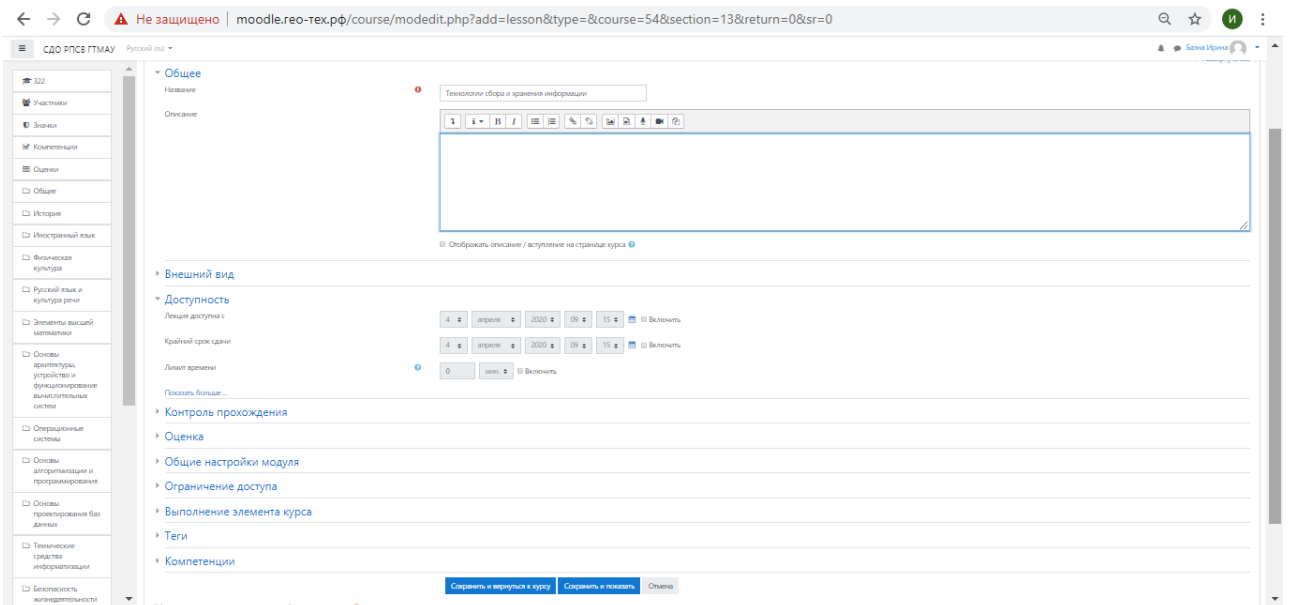 Не защищено | moodle.гео-тех.рф/course/modedit.php?add=lesson&type=&course=54&section=13&return=0&sr=0
И
СДО РПСВ ГТМАУ Русский (ru)
Базна Ирина
322
Участники
Значки
Компетенции
Оценки
Общее
История
Иностранный язык
Физическая
культура
Русский язык и
культура речи
Элементы высшей
математики
Основы
архитектуры,
устройство и
функционирование
вычислительных
систем
Операционные
системы
Основы
алгоритмизации и
программирования
Основы
проектирования баз
данных
Технические
средства
информатизации
Безопасность
жизнедеятельности
Общее
Название
Технологии сбора и хранения информации
Описание
Отображать описание / вступление на странице курса
Внешний вид
Доступность
Лекция доступна с
4 апреля 2020 09 15 Включить
Крайний срок сдачи
4 апреля 2020 09 15 Включить
Лимит времени
0 мин. Включить
Показать больше ...
Контроль прохождения
Оценка
Общие настройки модуля
Ограничение доступа
Выполнение элемента курса
Теги
Компетенции
Сохранить и вернуться к курсу Сохранить и показать Отмена